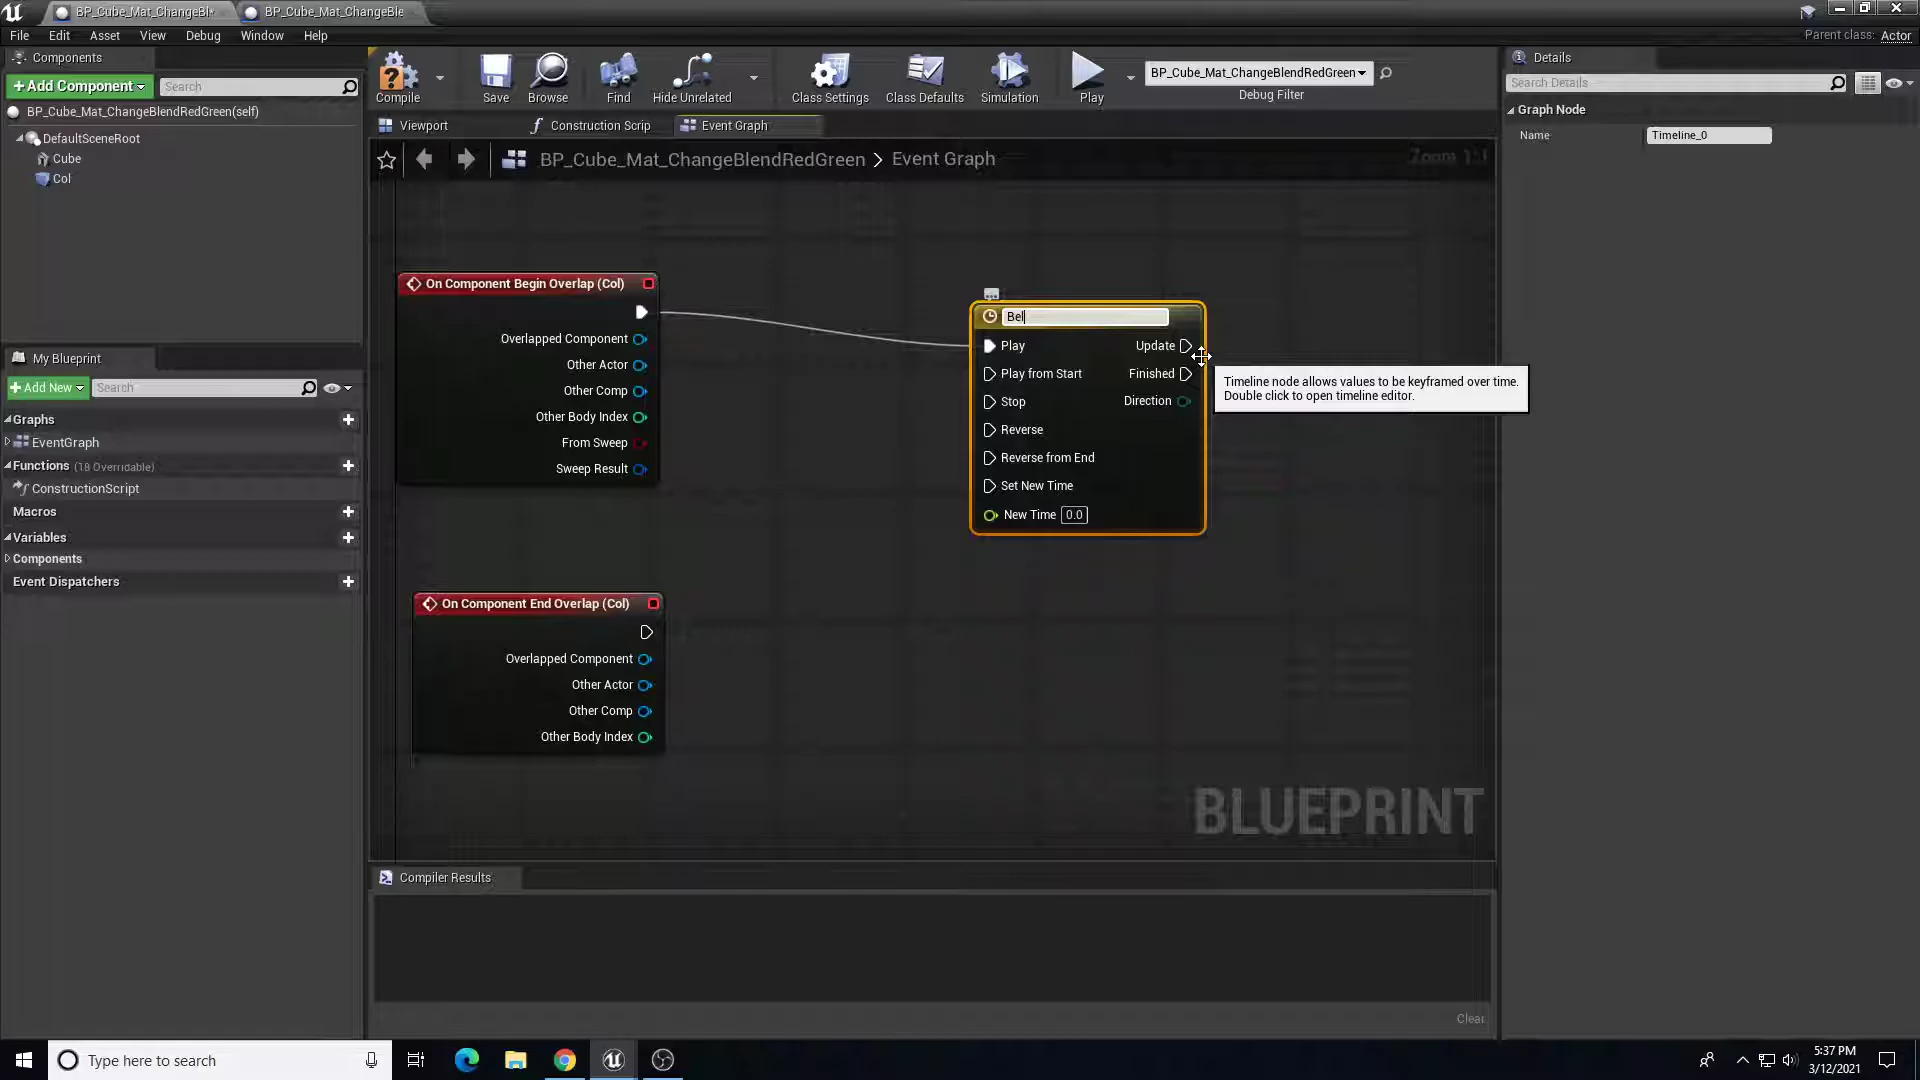 BP_Cube_Mat_ChangeBl*
BP_Cube_Mat_ChangeBle
File Edit Asset View Debug Window Help
Parent class: Actor
Components
+Add Component
Search
BP_Cube_Mat_ChangeBlendRedGreen(self)
DefaultSceneRoot
Cube
Col
My Blueprint
+Add New
Search
Graphs
EventGraph
Functions (18 Overridable)
ConstructionScript
Macros
Variables
Components
Event Dispatchers
Compile
Save
Browse
Find
Hide Unrelated
Class Settings
Class Defaults
Simulation
Play
BP_Cube_Mat_ChangeBlendRedGreen
Debug Filter
Viewport
Construction Scrip
Event Graph
BP_Cube_Mat_ChangeBlendRedGreen > Event Graph
Zoom 1:1
On Component Begin Overlap (Col)
Overlapped Component
Other Actor
Other Comp
Other Body Index
From Sweep
Sweep Result
Bel
Play
Update
Play from Start
Finished
Stop
Direction
Reverse
Reverse from End
Set New Time
New Time 0.0
Timeline node allows values to be keyframed over time.
Double click to open timeline editor.
On Component End Overlap (Col)
Overlapped Component
Other Actor
Other Comp
Other Body Index
BLUEPRINT
Compiler Results
Clear
Details
Search Details
Graph Node
Name
Timeline_0
Type here to search
5:37 PM
3/12/2021